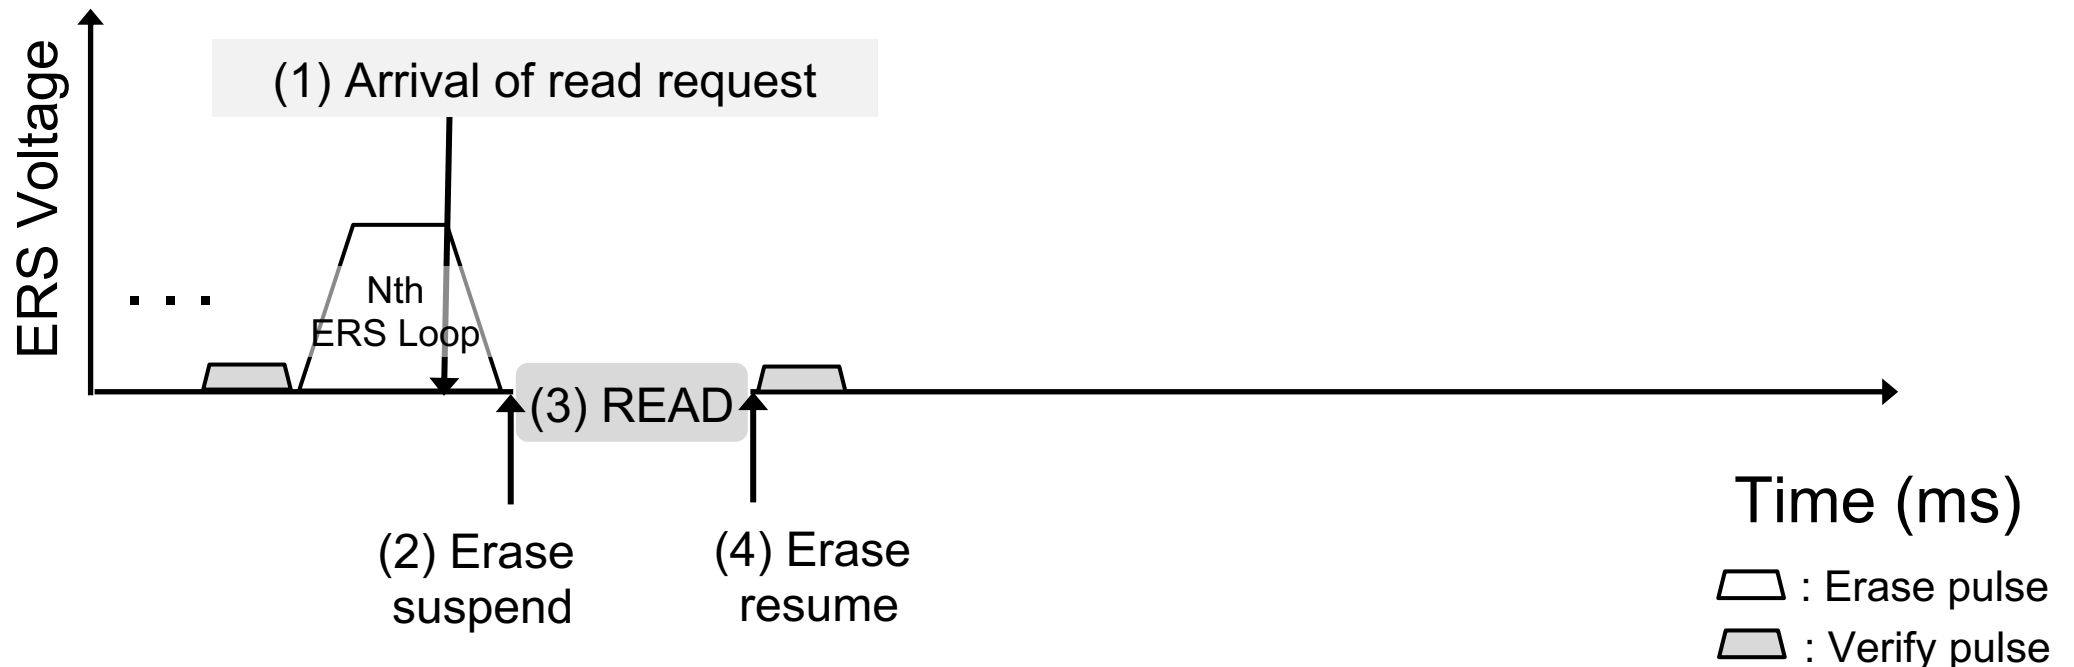 ERS Voltage
(1) Arrival of read request
. . .
Nth
ERS Loop
(3) READ
(2) Erase
suspend
(4) Erase
resume
Time (ms)
: Erase pulse
: Verify pulse